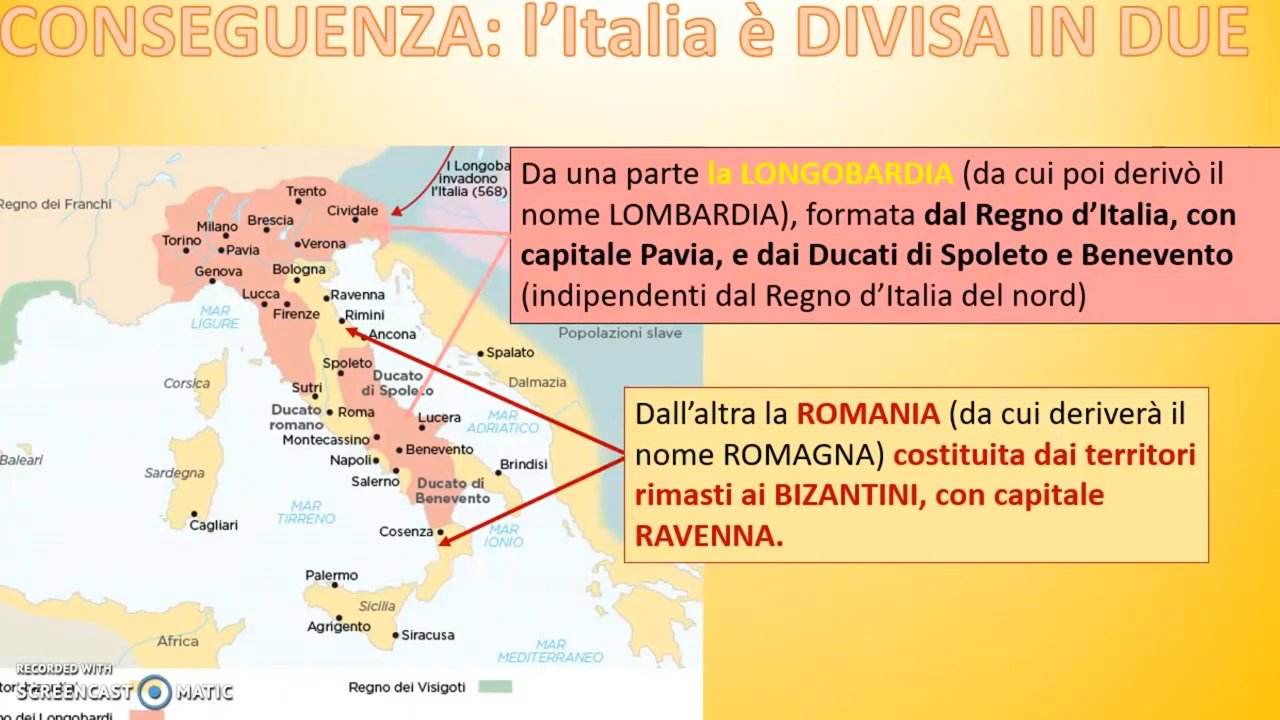 CONSEGUENZA: l'Italia è DIVISA IN DUE
Da una parte la LONGOBARDIA (da cui poi derivò il
nome LOMBARDIA), formata dal Regno d'Italia, con
capitale Pavia, e dai Ducati di Spoleto e Benevento
(indipendenti dal Regno d'Italia del nord)
Dall'altra la ROMANIA (da cui deriverà il
nome ROMAGNA) costituita dai territori
rimasti ai BIZANTINI, con capitale
RAVENNA.
I Longoba
invadono
l'Italia (568)
Regno dei Franchi
Trento
Cividale
Brescia
Milano
Torino
Pavia
Verona
Genova
Bologna
Lucca
Ravenna
Firenze
Rimini
MAR
LIGURE
Ancona
Popolazioni slave
Spalato
Spoleto
Ducato
di Spole.o
Dalmazia
Corsica
Sutri
Ducato
romano
Roma
Lucera
MAR
ADRIATICO
Montecassino
Benevento
Napoli
Baleari
Sardegna
Salerno
Brindisi
Ducato di
Benevento
MAR
TIRRENO
Cagliari
Cosenza
MAR
IONIO
Palermo
Sicilia
Agrigento
Siracusa
Africa
MAR
MEDITERRANEO
RECORDED WITH
SCREENCAST MATIC
Regno dei Visigoti
no dei Longobardi